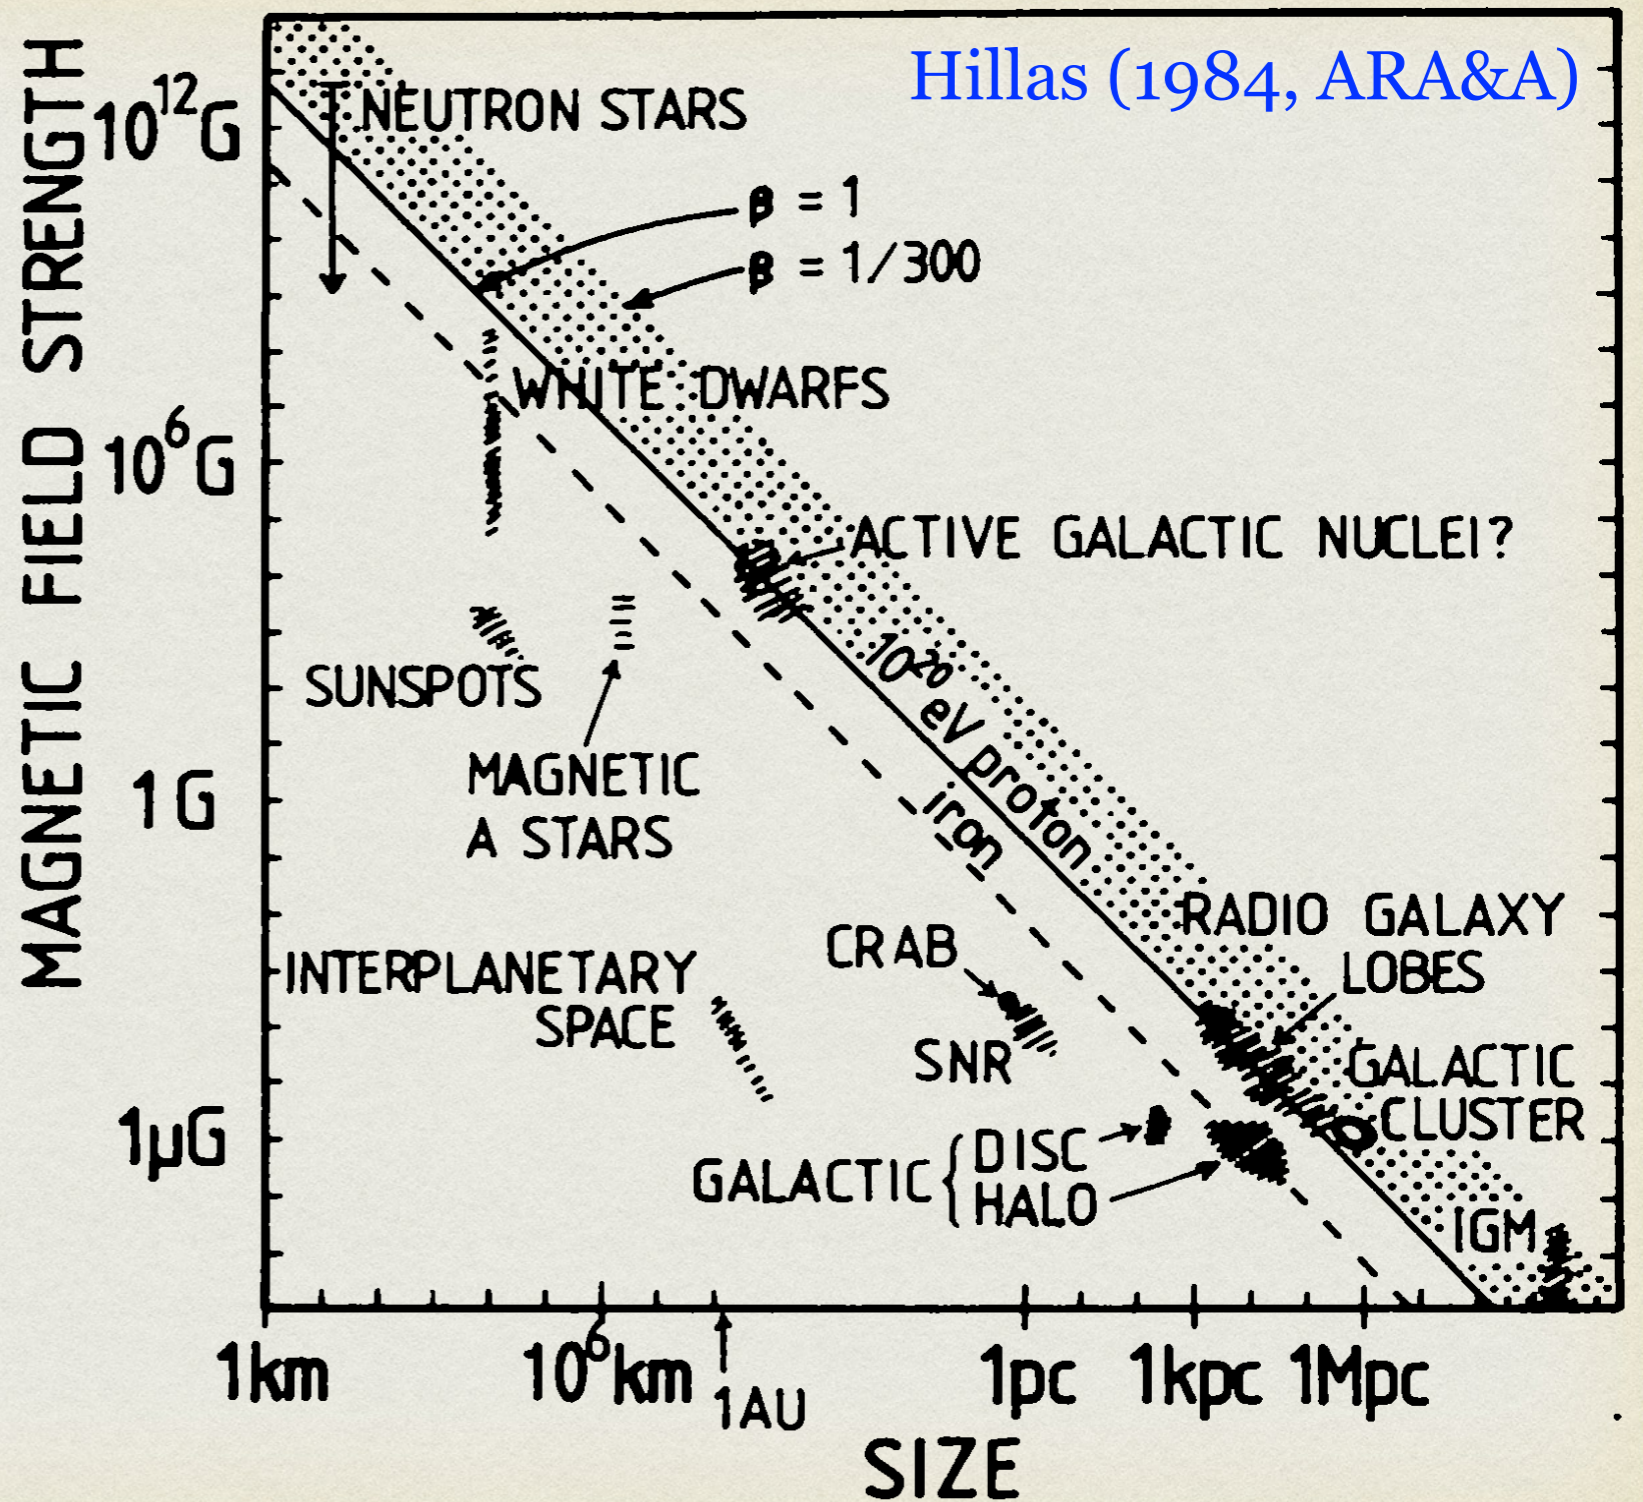 Hillas (1984, ARA&A)
MAGNETIC FIELD STRENGTH
10¹²G
10⁶G
1G
1μG
NEUTRON STARS
β = 1
β = 1/300
WHITE DWARFS
ACTIVE GALACTIC NUCLEI?
SUNSPOTS
MAGNETIC
A STARS
10²⁰ eV proton
iron
RADIO GALAXY
LOBES
CRAB
INTERPLANETARY
SPACE
SNR
GALACTIC
CLUSTER
GALACTIC { DISC
HALO
IGM
1km
10⁶km
1AU
1pc
1kpc
1Mpc
SIZE